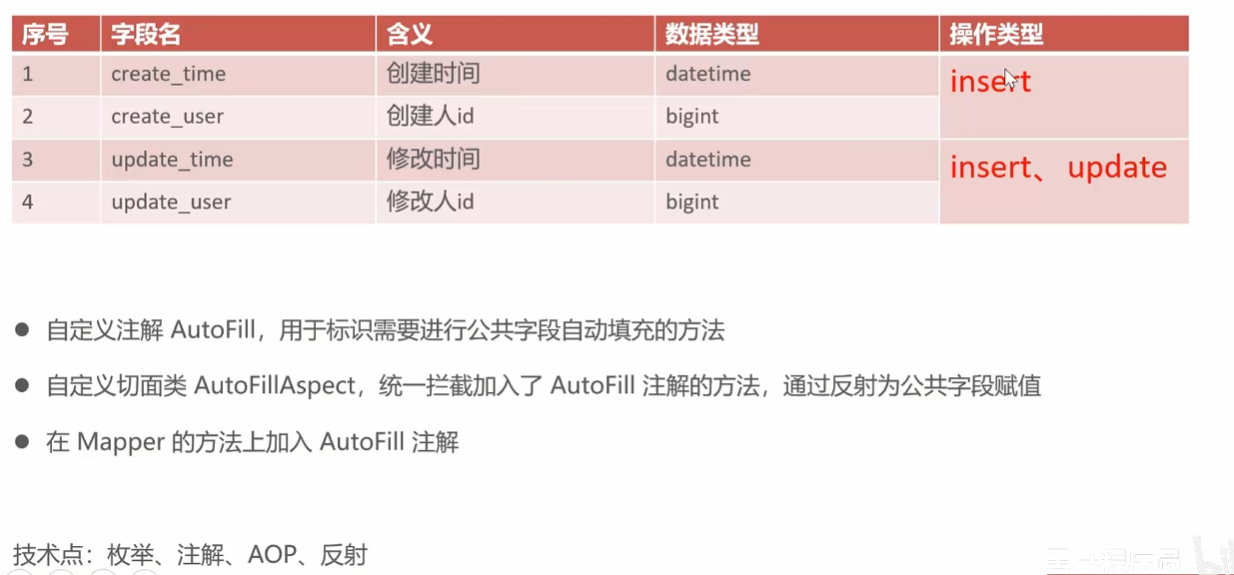 序号 字段名 含义 数据类型 操作类型
1 create_time 创建时间 datetime insert
2 create_user 创建人id bigint
3 update_time 修改时间 datetime insert、update
4 update_user 修改人id bigint
● 自定义注解 AutoFill，用于标识需要进行公共字段自动填充的方法
● 自定义切面类 AutoFillAspect，统一拦截加入了 AutoFill 注解的方法，通过反射为公共字段赋值
● 在 Mapper 的方法上加入 AutoFill 注解
技术点：枚举、注解、AOP、反射